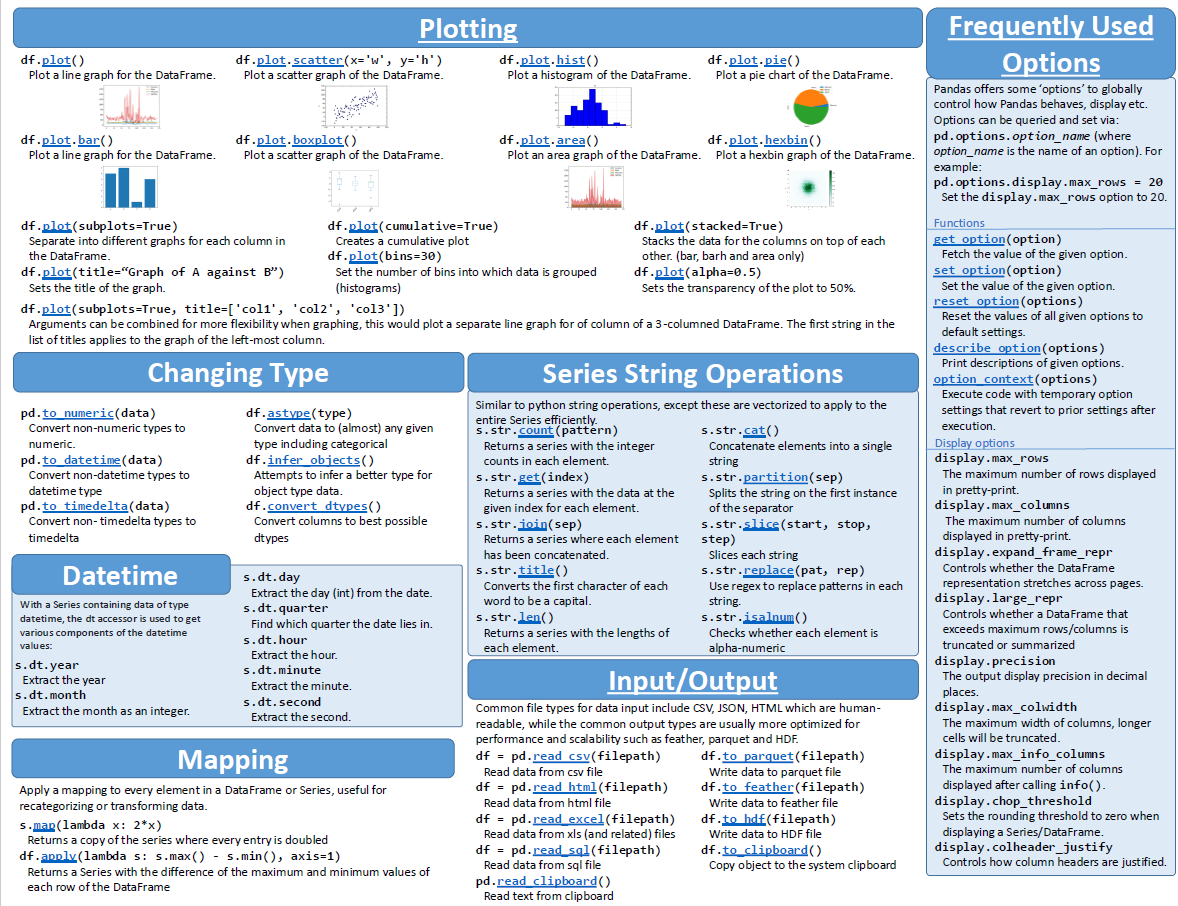 Plotting
df.plot()
Plot a line graph for the DataFrame.
df.plot.scatter(x='w', y='h')
Plot a scatter graph of the DataFrame.
df.plot.hist()
Plot a histogram of the DataFrame.
df.plot.pie()
Plot a pie chart of the DataFrame.
df.plot.bar()
Plot a line graph for the DataFrame.
df.plot.boxplot()
Plot a scatter graph of the DataFrame.
df.plot.area()
Plot an area graph of the DataFrame.
df.plot.hexbin()
Plot a hexbin graph of the DataFrame.
df.plot(subplots=True)
Separate into different graphs for each column in
the DataFrame.
df.plot(title=“Graph of A against B”)
Sets the title of the graph.
df.plot(cumulative=True)
Creates a cumulative plot
df.plot(bins=30)
Set the number of bins into which data is grouped
(histograms)
df.plot(stacked=True)
Stacks the data for the columns on top of each
other. (bar, barh and area only)
df.plot(alpha=0.5)
Sets the transparency of the plot to 50%.
df.plot(subplots=True, title=['col1', 'col2', 'col3'])
Arguments can be combined for more flexibility when graphing, this would plot a separate line graph for of column of a 3-columned DataFrame. The first string in the
list of titles applies to the graph of the left-most column.
Changing Type
pd.to_numeric(data)
Convert non-numeric types to
numeric.
pd.to_datetime(data)
Convert non-datetime types to
datetime type
pd.to_timedelta(data)
Convert non- timedelta types to
timedelta
df.astype(type)
Convert data to (almost) any given
type including categorical
df.infer_objects()
Attempts to infer a better type for
object type data.
df.convert_dtypes()
Convert columns to best possible
dtypes
Datetime
With a Series containing data of type
datetime, the dt accessor is used to get
various components of the datetime
values:
s.dt.year
Extract the year
s.dt.month
Extract the month as an integer.
s.dt.day
Extract the day (int) from the date.
s.dt.quarter
Find which quarter the date lies in.
s.dt.hour
Extract the hour.
s.dt.minute
Extract the minute.
s.dt.second
Extract the second.
Mapping
Apply a mapping to every element in a DataFrame or Series, useful for
recategorizing or transforming data.
s.map(lambda x: 2*x)
Returns a copy of the series where every entry is doubled
df.apply(lambda s: s.max() - s.min(), axis=1)
Returns a Series with the difference of the maximum and minimum values of
each row of the DataFrame
Series String Operations
Similar to python string operations, except these are vectorized to apply to the
entire Series efficiently.
s.str.count(pattern)
Returns a series with the integer
counts in each element.
s.str.get(index)
Returns a series with the data at the
given index for each element.
s.str.join(sep)
Returns a series where each element
has been concatenated.
s.str.title()
Converts the first character of each
word to be a capital.
s.str.len()
Returns a series with the lengths of
each element.
s.str.cat()
Concatenate elements into a single
string
s.str.partition(sep)
Splits the string on the first instance
of the separator
s.str.slice(start, stop,
step)
Slices each string
s.str.replace(pat, rep)
Use regex to replace patterns in each
string.
s.str.isalnum()
Checks whether each element is
alpha-numeric
Input/Output
Common file types for data input include CSV, JSON, HTML which are human-
readable, while the common output types are usually more optimized for
performance and scalability such as feather, parquet and HDF.
df = pd.read_csv(filepath)
Read data from csv file
df = pd.read_html(filepath)
Read data from html file
df = pd.read_excel(filepath)
Read data from xls (and related) files
df = pd.read_sql(filepath)
Read data from sql file
pd.read_clipboard()
Read text from clipboard
df.to_parquet(filepath)
Write data to parquet file
df.to_feather(filepath)
Write data to feather file
df.to_hdf(filepath)
Write data to HDF file
df.to_clipboard()
Copy object to the system clipboard
Frequently Used
Options
Pandas offers some ‘options’ to globally
control how Pandas behaves, display etc.
Options can be queried and set via:
pd.options.option_name (where
option_name is the name of an option). For
example:
pd.options.display.max_rows = 20
Set the display.max_rows option to 20.
Functions
get_option(option)
Fetch the value of the given option.
set_option(option)
Set the value of the given option.
reset_option(options)
Reset the values of all given options to
default settings.
describe_option(options)
Print descriptions of given options.
option_context(options)
Execute code with temporary option
settings that revert to prior settings after
execution.
Display options
display.max_rows
The maximum number of rows displayed
in pretty-print.
display.max_columns
The maximum number of columns
displayed in pretty-print.
display.expand_frame_repr
Controls whether the DataFrame
representation stretches across pages.
display.large_repr
Controls whether a DataFrame that
exceeds maximum rows/columns is
truncated or summarized
display.precision
The output display precision in decimal
places.
display.max_colwidth
The maximum width of columns, longer
cells will be truncated.
display.max_info_columns
The maximum number of columns
displayed after calling info().
display.chop_threshold
Sets the rounding threshold to zero when
displaying a Series/DataFrame.
display.colheader_justify
Controls how column headers are justified.